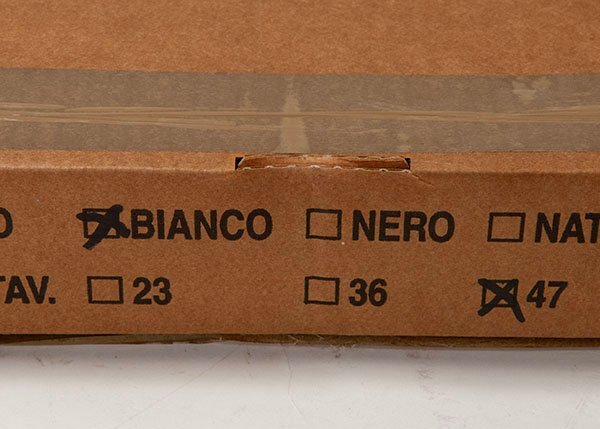 BIANCO NERO
TAV. 23 36 47